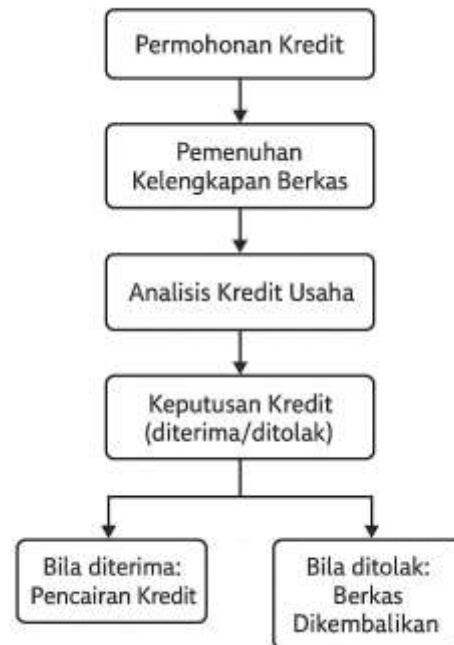 Permohonan Kredit
Pemenuhan
Kelengkapan Berkas
Analisis Kredit Usaha
Keputusan Kredit
(diterima/ditolak)
Bila diterima:
Pencairan Kredit
Bila ditolak:
Berkas
Dikembalikan